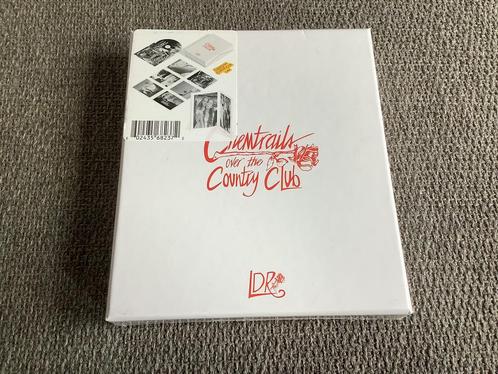 Chemtrails
over the
Country Club
LDR